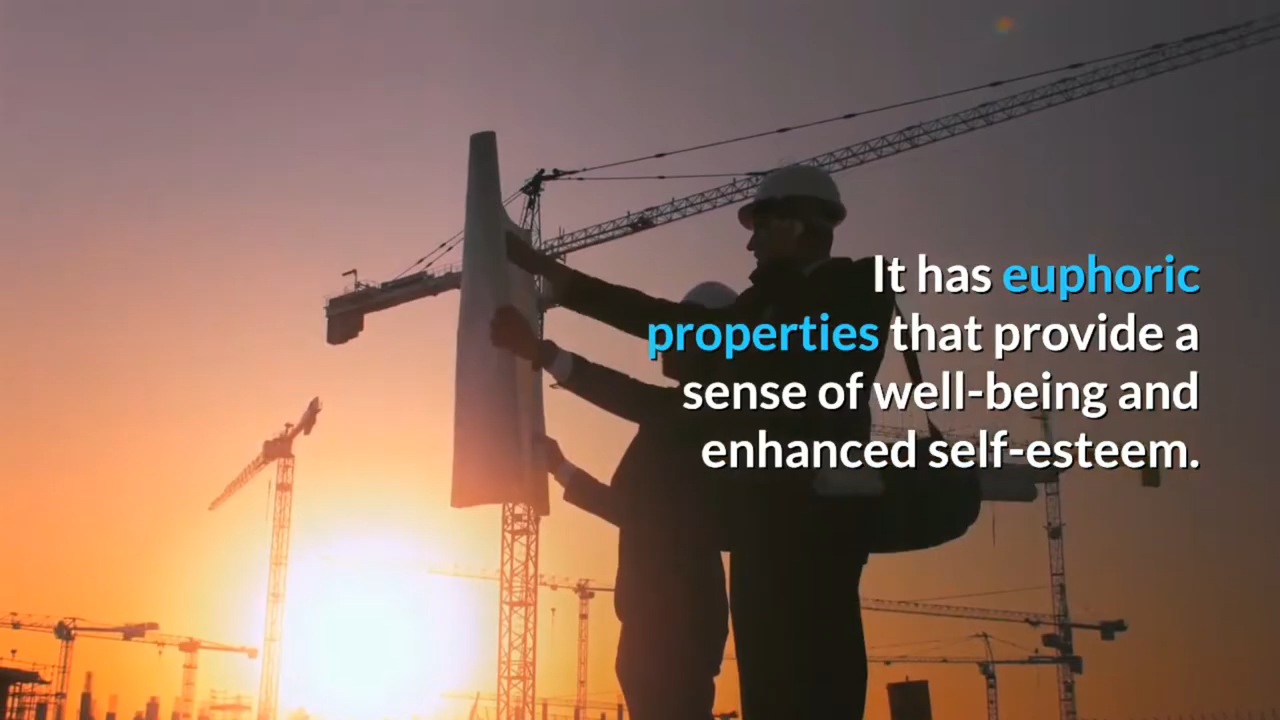 It has euphoric
properties that provide a
sense of well-being and
enhanced self-esteem.